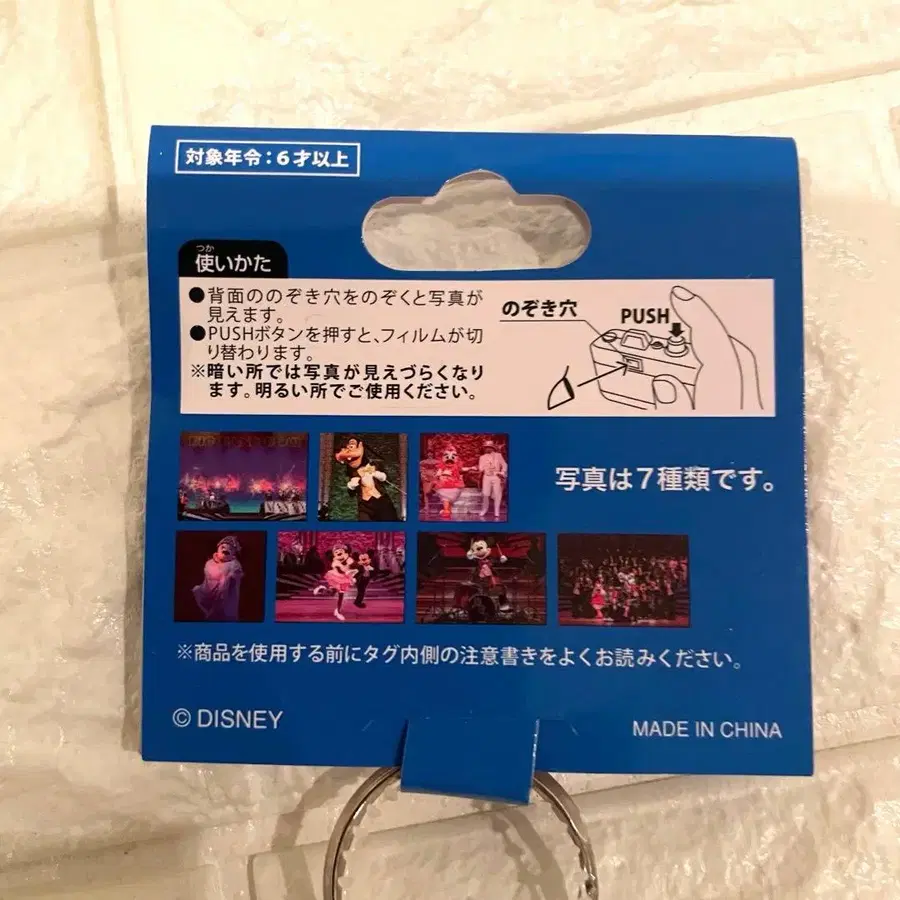 対象年令：6才以上
つか
使いかた
●背面ののぞき穴をのぞくと写真が
見えます。
●PUSHボタンを押すと、フィルムが切
り替わります。
※暗い所では写真が見えづらくなり
ます。明るい所でご使用ください。
のぞき穴
PUSH
写真は7種類です。
※商品を使用する前にタグ内側の注意書きをよくお読みください。
© DISNEY
MADE IN CHINA